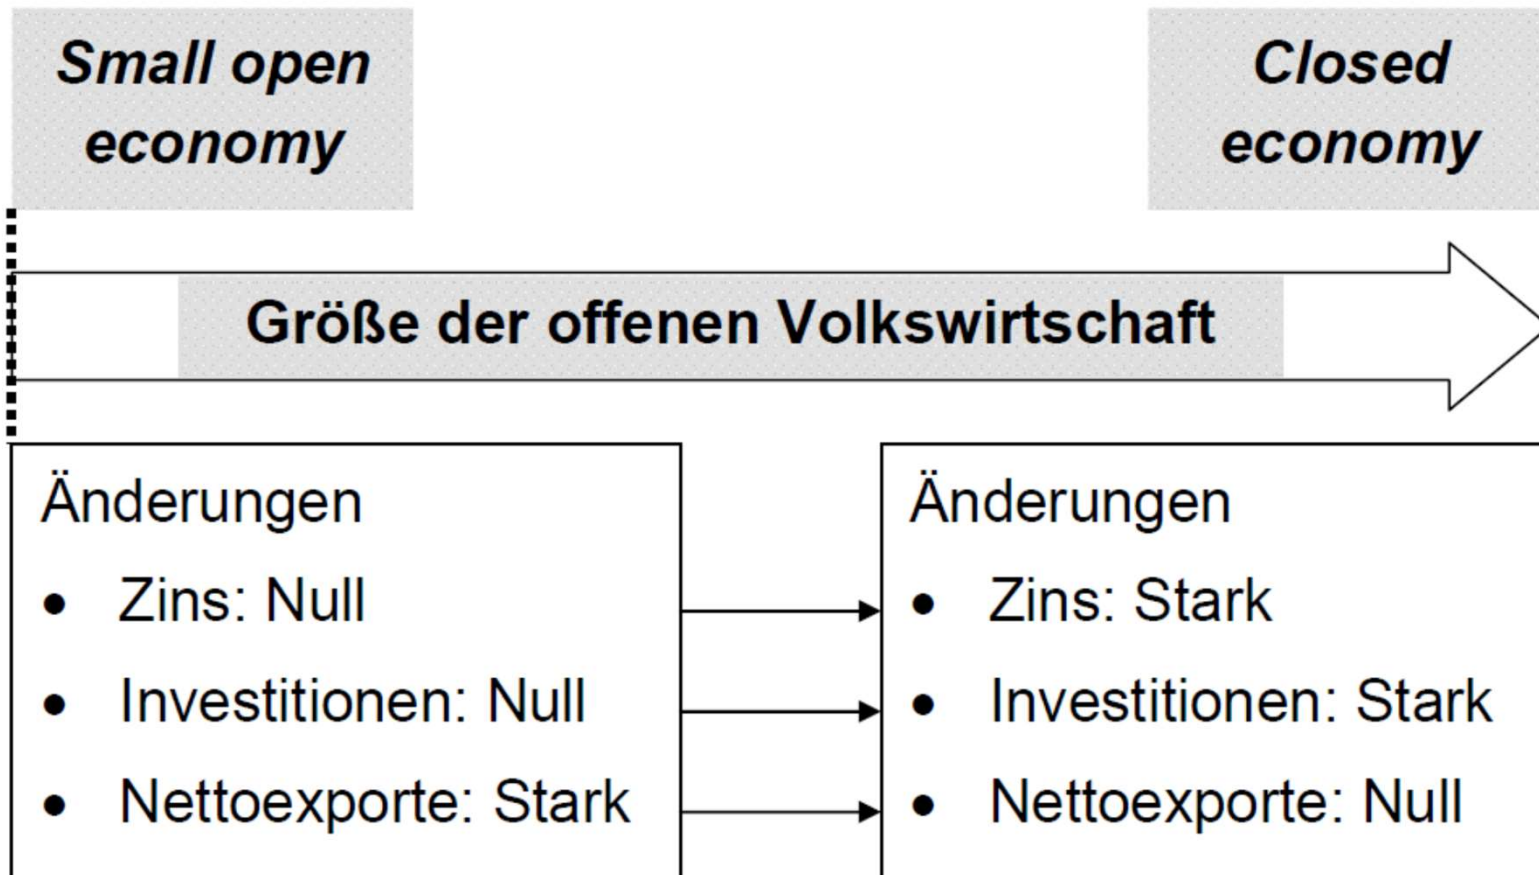 Small open
economy
Closed
economy
Größe der offenen Volkswirtschaft
Änderungen
• Zins: Null
• Investitionen: Null
• Nettoexporte: Stark
Änderungen
• Zins: Stark
• Investitionen: Stark
• Nettoexporte: Null